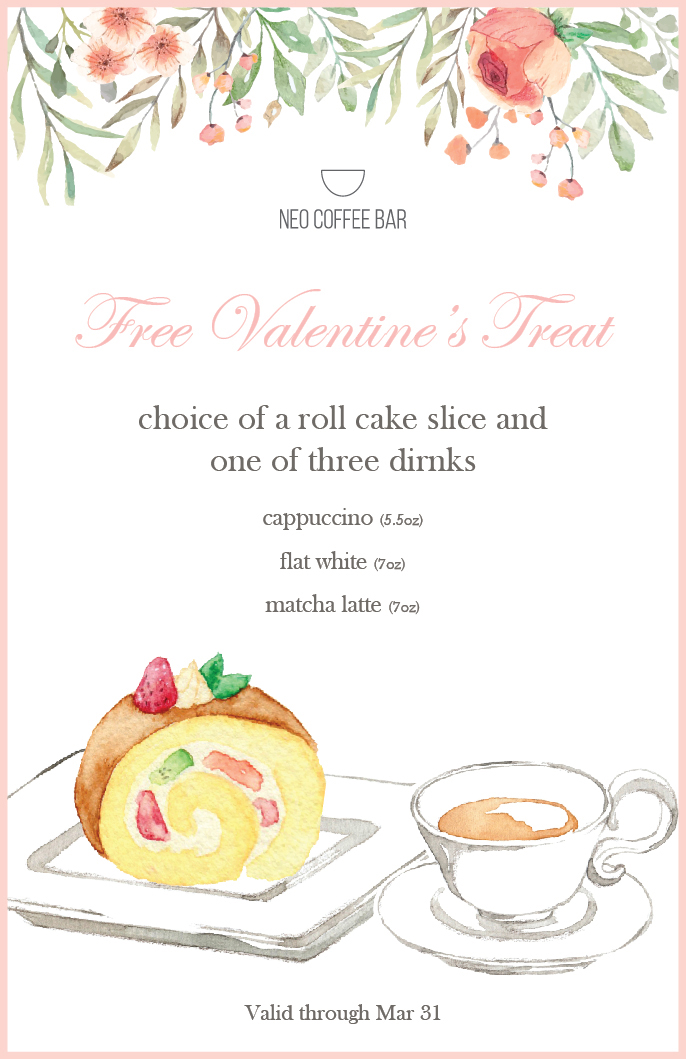 NEO COFFEE BAR
Free Valentine's Treat
choice of a roll cake slice and
one of three dirnks
cappuccino (5.5oz)
flat white (7oz)
matcha latte (7oz)
Valid through Mar 31